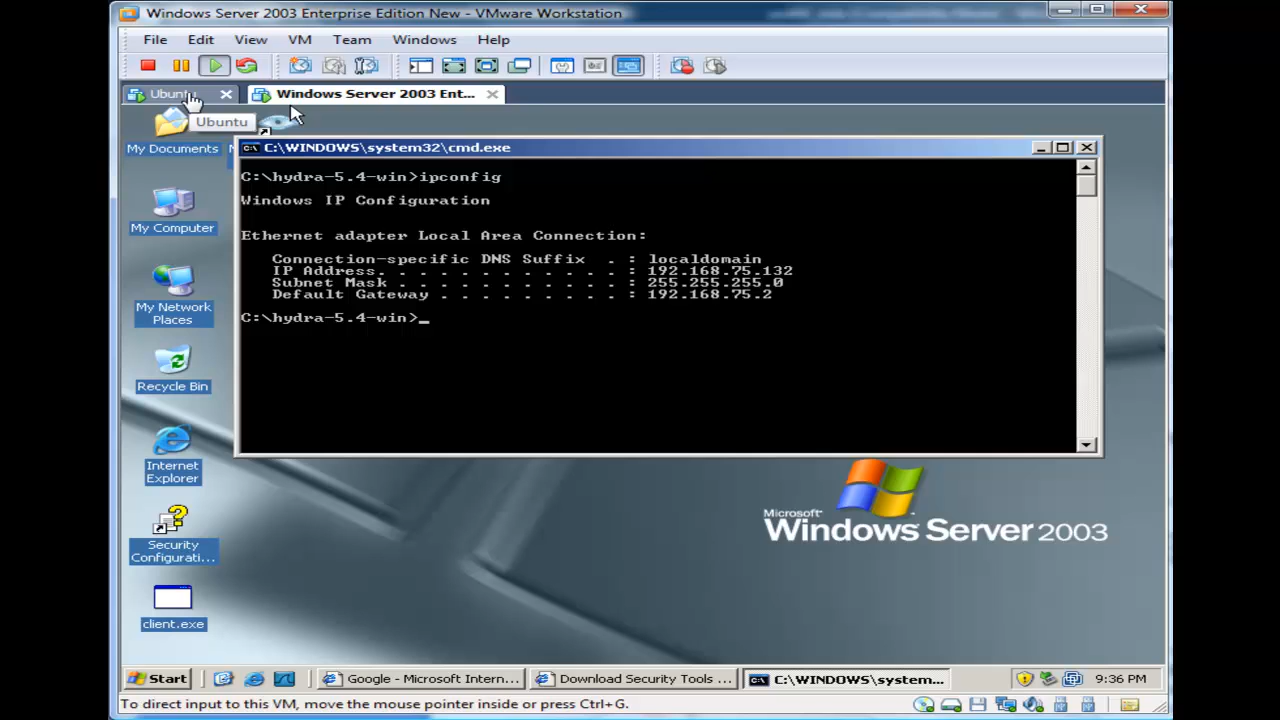 Windows Server 2003 Enterprise Edition New - VMware Workstation
File Edit View VM Team Windows Help
Ubuntu Windows Server 2003 Ent...
Ubuntu
My Documents
C:\WINDOWS\system32\cmd.exe
C:\hydra-5.4-win>ipconfig
Windows IP Configuration
Ethernet adapter Local Area Connection:
Connection-specific DNS Suffix . : localdomain
IP Address. . . . . . . . . . . . : 192.168.75.132
Subnet Mask . . . . . . . . . . . : 255.255.255.0
Default Gateway . . . . . . . . . : 192.168.75.2
C:\hydra-5.4-win>_
My Computer
My Network
Places
Recycle Bin
Internet
Explorer
Security
Configurati...
client.exe
Microsoft
Windows Server 2003
Start Google - Microsoft Intern... Download Security Tools ... C:\WINDOWS\system... 9:36 PM
To direct input to this VM, move the mouse pointer inside or press Ctrl+G.